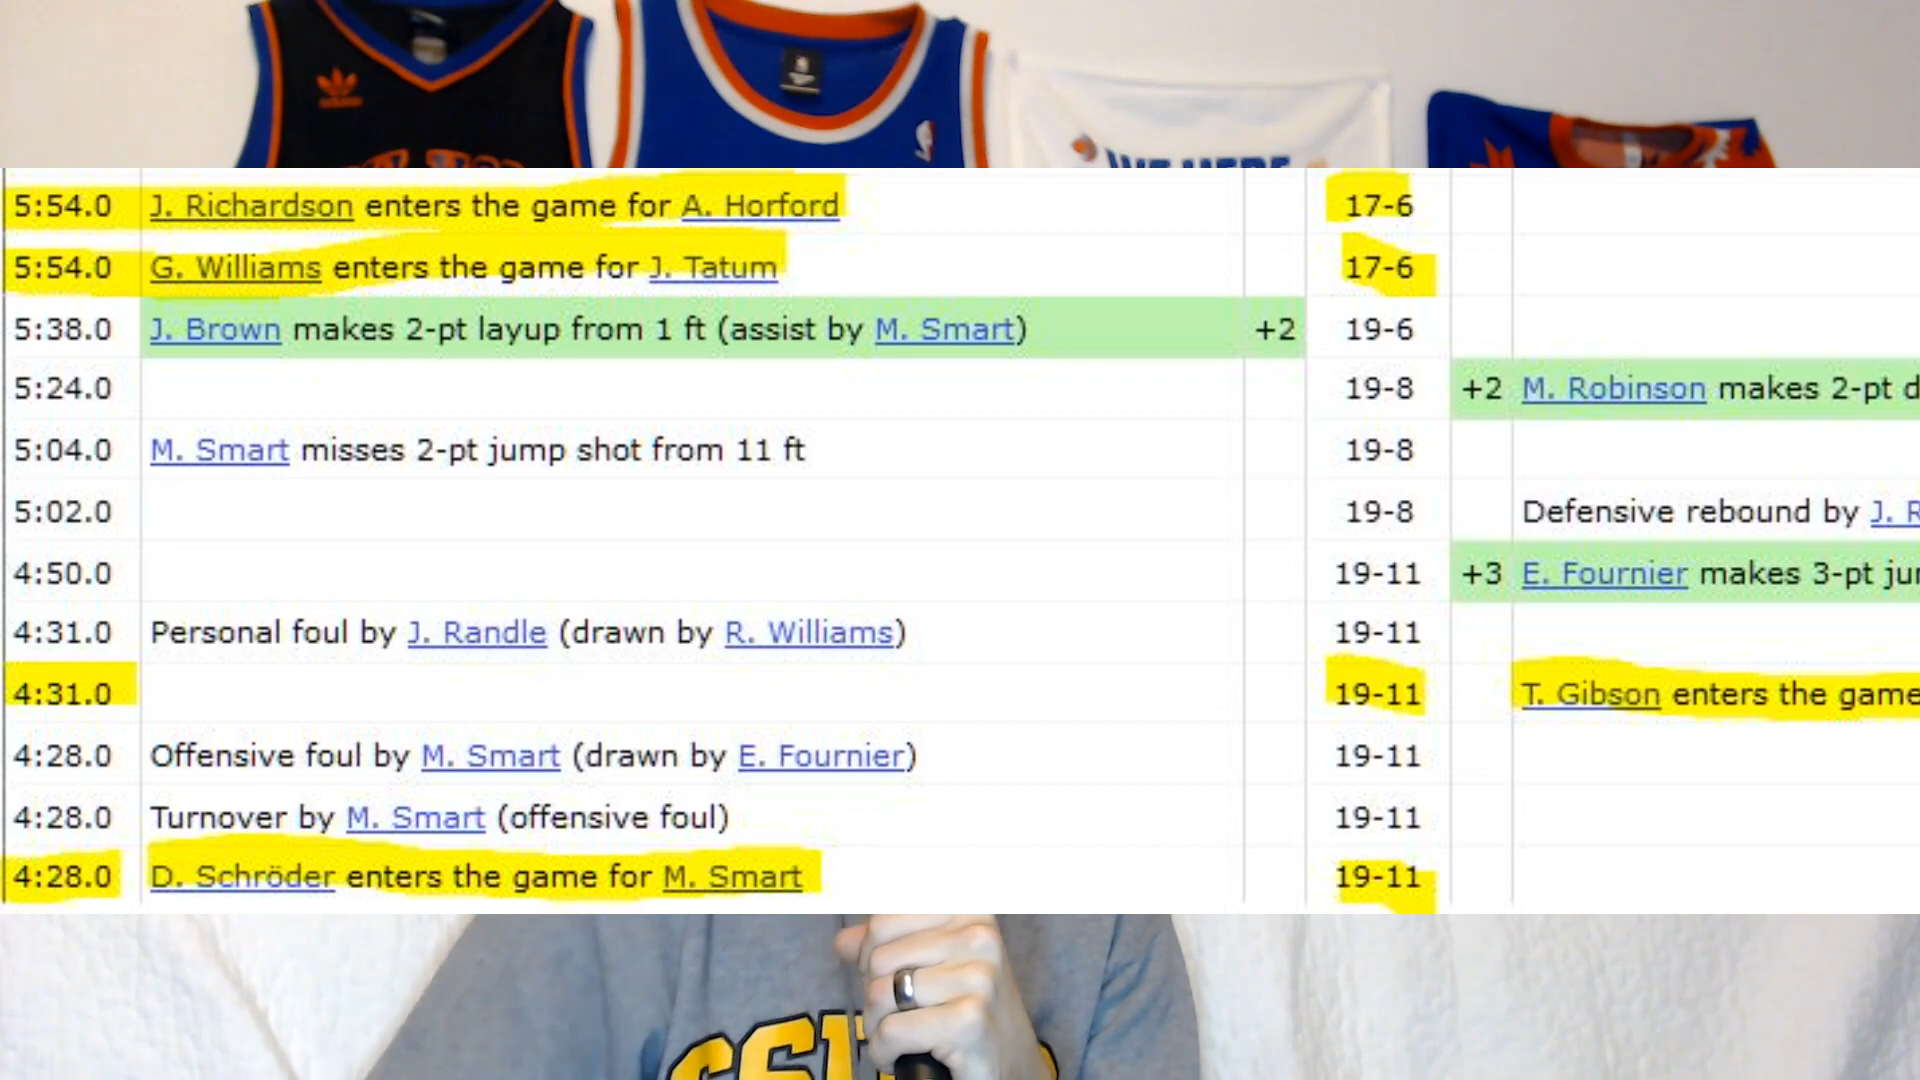 adidas
WE HERE
5:54.0 J. Richardson enters the game for A. Horford 17-6
5:54.0 G. Williams enters the game for J. Tatum 17-6
5:38.0 J. Brown makes 2-pt layup from 1 ft (assist by M. Smart) +2 19-6
5:24.0 19-8 +2 M. Robinson makes 2-pt d
5:04.0 M. Smart misses 2-pt jump shot from 11 ft 19-8
5:02.0 19-8 Defensive rebound by J. R
4:50.0 19-11 +3 E. Fournier makes 3-pt ju
4:31.0 Personal foul by J. Randle (drawn by R. Williams) 19-11
4:31.0 19-11 T. Gibson enters the game
4:28.0 Offensive foul by M. Smart (drawn by E. Fournier) 19-11
4:28.0 Turnover by M. Smart (offensive foul) 19-11
4:28.0 D. Schröder enters the game for M. Smart 19-11